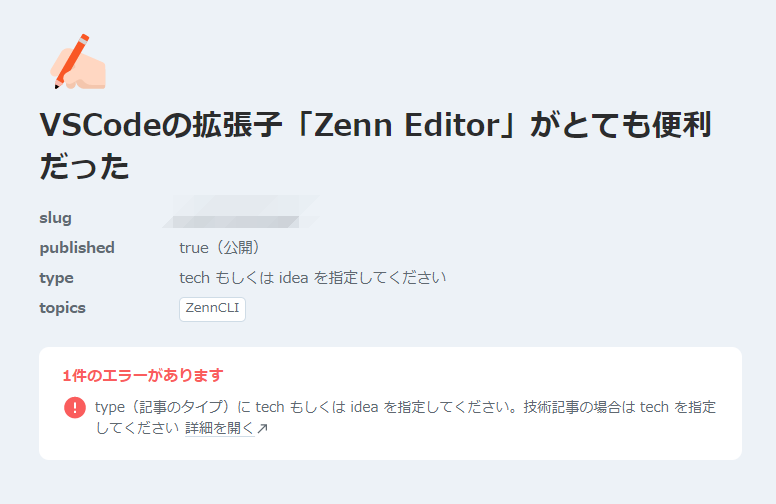 VSCodeの拡張子「Zenn Editor」がとても便利
だった
slug
published true（公開）
type tech もしくは idea を指定してください
topics ZennCLI
1件のエラーがあります
type（記事のタイプ）に tech もしくは idea を指定してください。技術記事の場合は tech を指定
してください 詳細を開く↗